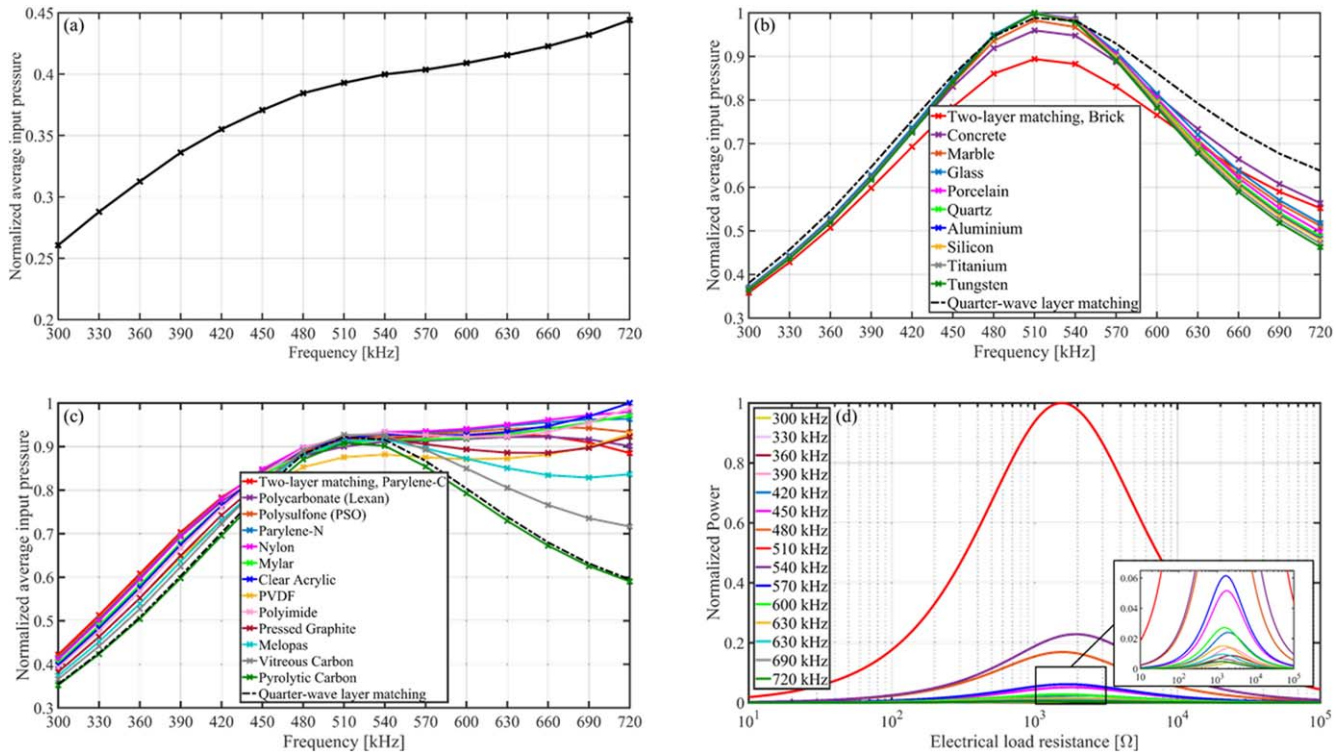 (a)
Normalized average input pressure
0.45
0.4
0.35
0.3
0.25
0.2
300 330 360 390 420 450 480 510 540 570 600 630 660 690 720
Frequency [kHz]
(b)
Normalized average input pressure
1
0.9
0.8
0.7
0.6
0.5
0.4
0.3
Two-layer matching, Brick
Concrete
Marble
Glass
Porcelain
Quartz
Aluminium
Silicon
Titanium
Tungsten
Quarter-wave layer matching
300 330 360 390 420 450 480 510 540 570 600 630 660 690 720
Frequency [kHz]
(c)
Normalized average input pressure
1
0.9
0.8
0.7
0.6
0.5
0.4
0.3
Two-layer matching, Parylene-C
Polycarbonate (Lexan)
Polysulfone (PSO)
Parylene-N
Nylon
Mylar
Clear Acrylic
PVDF
Polyimide
Pressed Graphite
Melopas
Vitreous Carbon
Pyrolytic Carbon
Quarter-wave layer matching
300 330 360 390 420 450 480 510 540 570 600 630 660 690 720
Frequency [kHz]
(d)
Normalized Power
1
0.8
0.6
0.4
0.2
0
300 kHz
330 kHz
360 kHz
390 kHz
420 kHz
450 kHz
480 kHz
510 kHz
540 kHz
570 kHz
600 kHz
630 kHz
630 kHz
690 kHz
720 kHz
0.06
0.04
0.02
0
10 10² 10³ 10⁴ 10⁵
10¹ 10² 10³ 10⁴ 10⁵
Electrical load resistance [Ω]